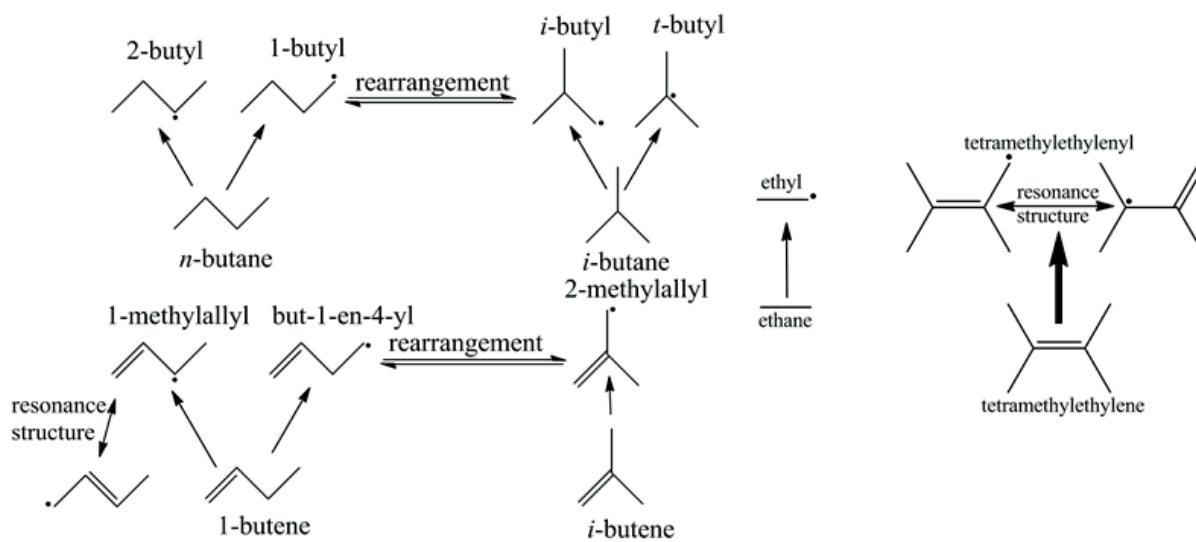 2-butyl
1-butyl
rearrangement
i-butyl
t-butyl
n-butane
i-butane
2-methylallyl
ethyl
ethane
tetramethylethylenyl
resonance
structure
tetramethylethylene
1-methylallyl
but-1-en-4-yl
rearrangement
resonance
structure
1-butene
i-butene